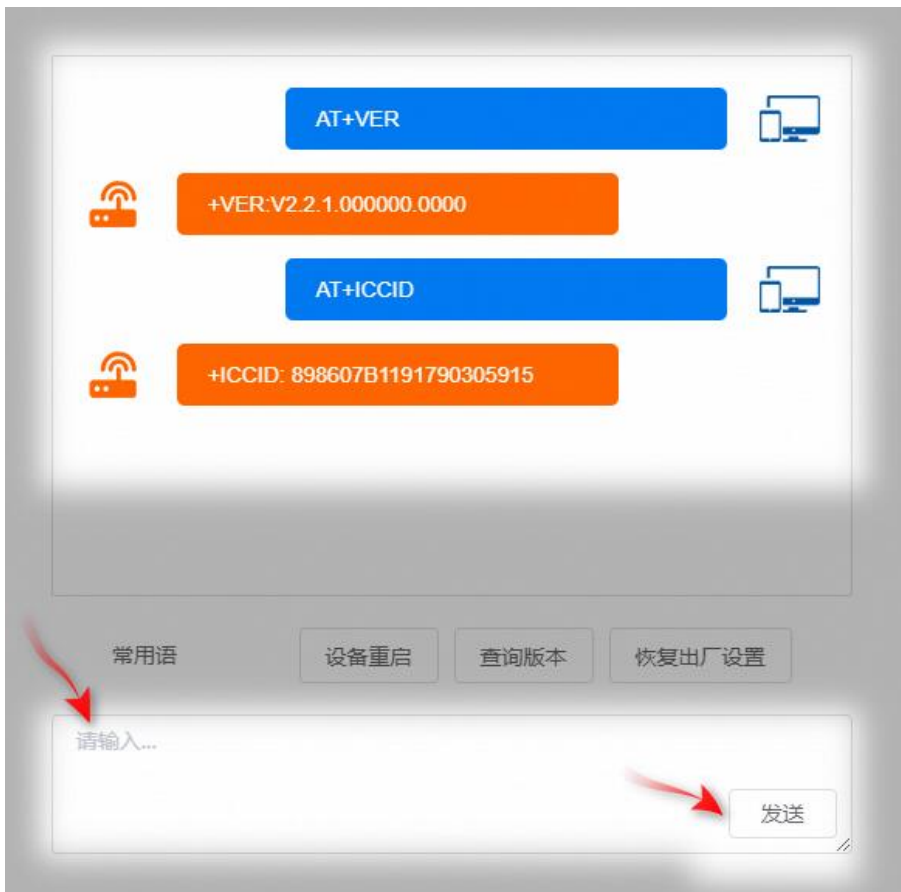 AT+VER
+VER:V2.2.1.000000.0000
AT+ICCID
+ICCID: 898607B1191790305915
常用语 设备重启 查询版本 恢复出厂设置
请输入...
发送